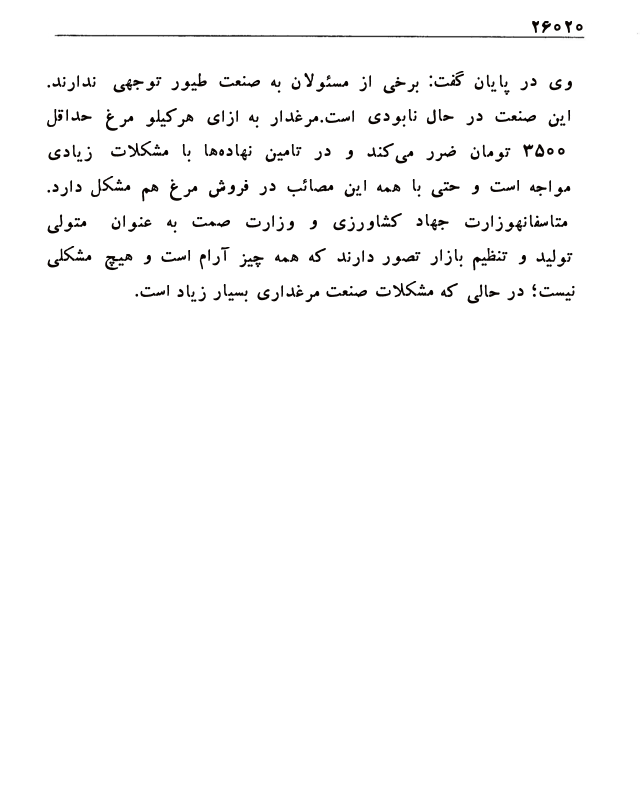 ۲۶۰۲۰
وی در پایان گفت: برخی از مسئولان به صنعت طیور توجهی ندارند.
این صنعت در حال نابودی است.مرغدار به ازای هرکیلو مرغ حداقل
۳۵۰۰ تومان ضرر می‌کند و در تامین نهاده‌ها با مشکلات زیادی
مواجه است و حتی با همه این مصائب در فروش مرغ هم مشکل دارد.
متاسفانهوزارت جهاد کشاورزی و وزارت صمت به عنوان متولی
تولید و تنظیم بازار تصور دارند که همه چیز آرام است و هیچ مشکلی
نیست؛ در حالی که مشکلات صنعت مرغداری بسیار زیاد است.